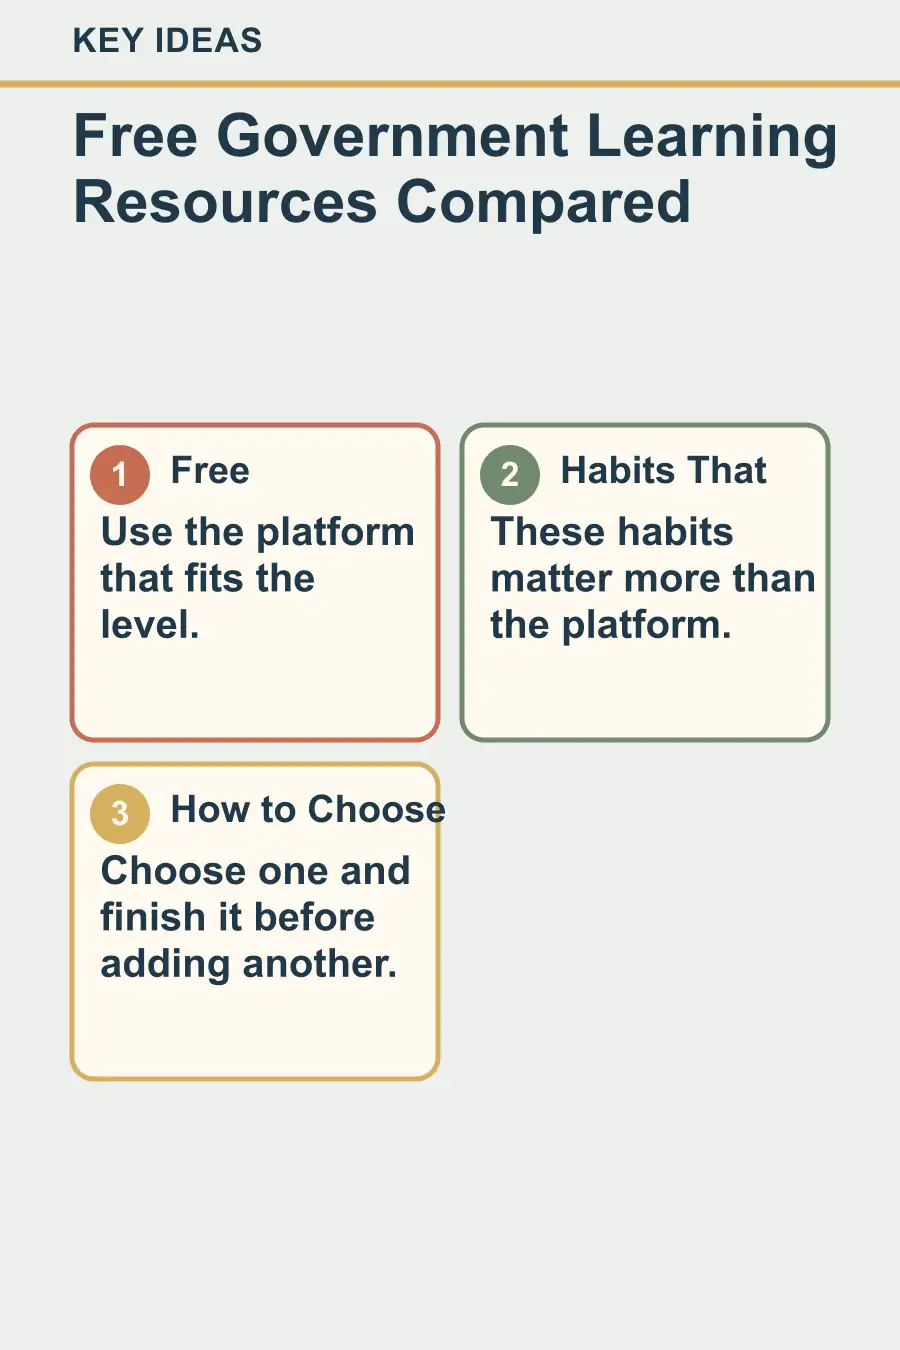 KEY IDEAS
Free Government Learning
Resources Compared
1 Free
Use the platform
that fits the
level.
2 Habits That
These habits
matter more than
the platform.
3 How to Choose
Choose one and
finish it before
adding another.